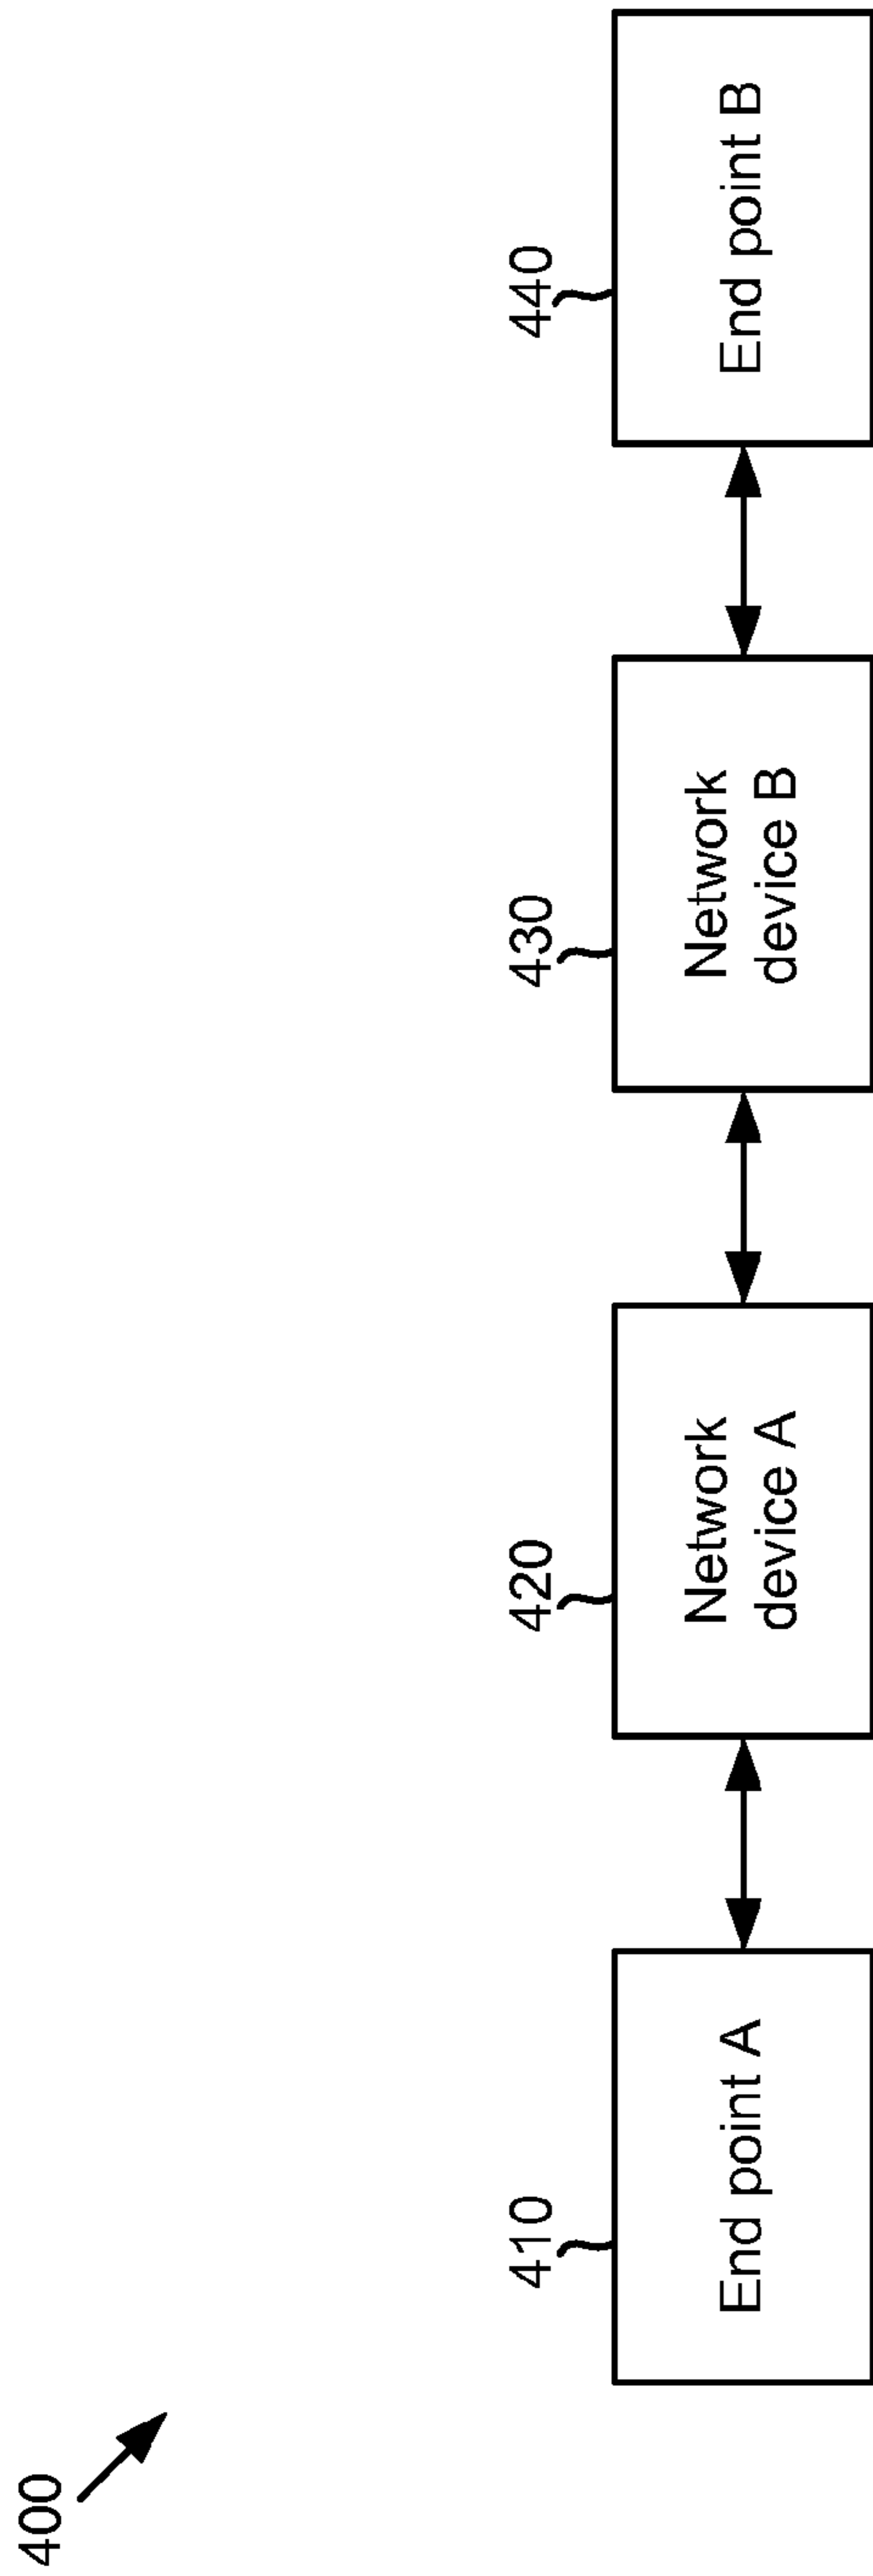 400
410
End point A
420
Network
device A
430
Network
device B
440
End point B